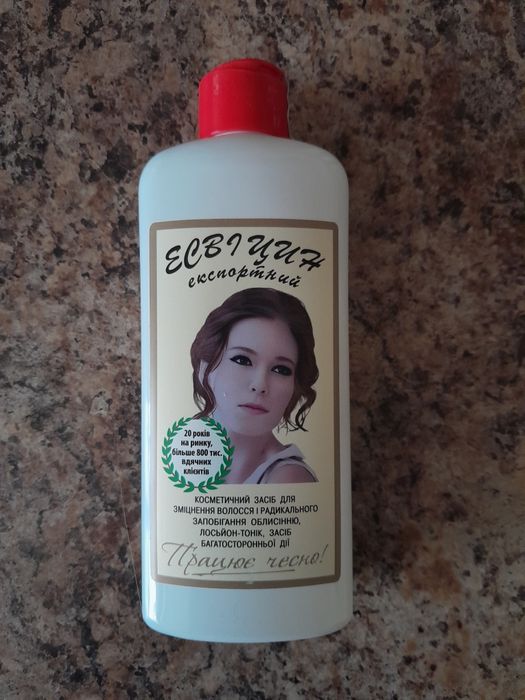 ЕСВІЦИН
експортний
20 років
на ринку,
більше 800 тис.
вдячних
клієнтів
КОСМЕТИЧНИЙ ЗАСІБ ДЛЯ
ЗМІЦНЕННЯ ВОЛОССЯ І РАДИКАЛЬНОГО
ЗАПОБІГАННЯ ОБЛИСІННЮ,
ЛОСЬЙОН-ТОНІК, ЗАСІБ
БАГАТОСТОРОННЬОЇ ДІЇ
Працює чесно!